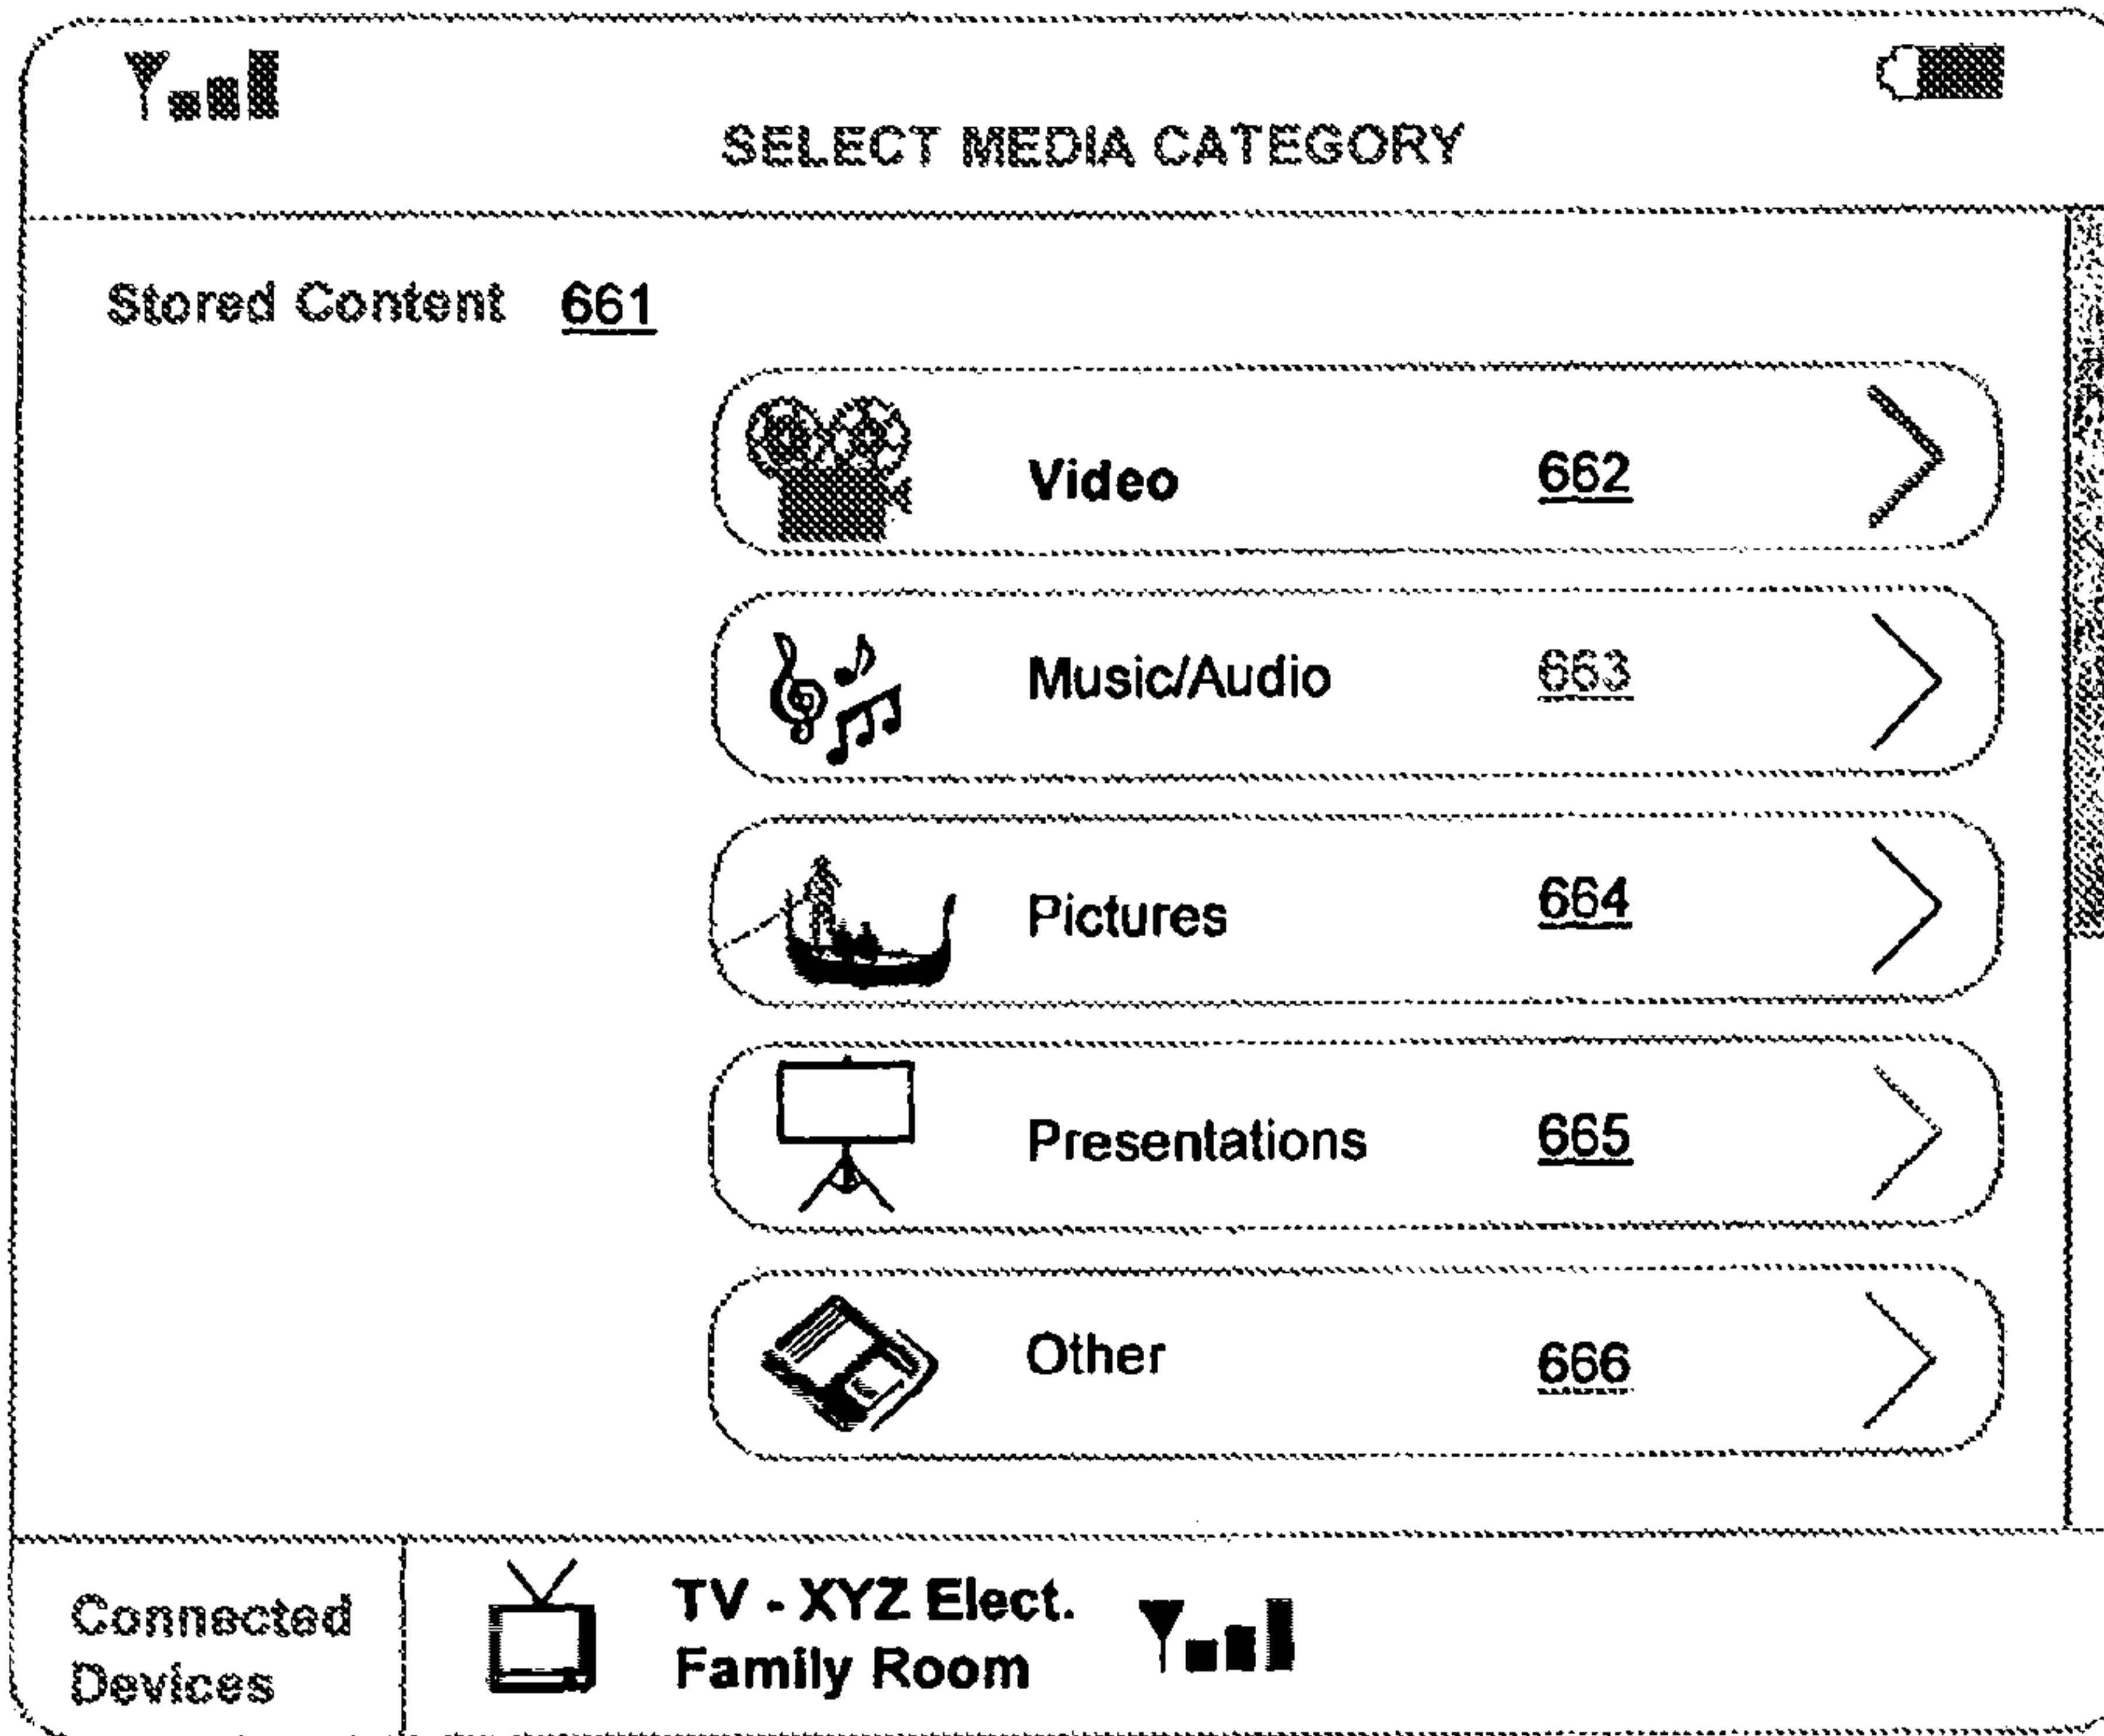 SELECT MEDIA CATEGORY
Stored Content 661
Video 662
Music/Audio 663
Pictures 664
Presentations 665
Other 666
Connected
Devices
TV - XYZ Elect.
Family Room